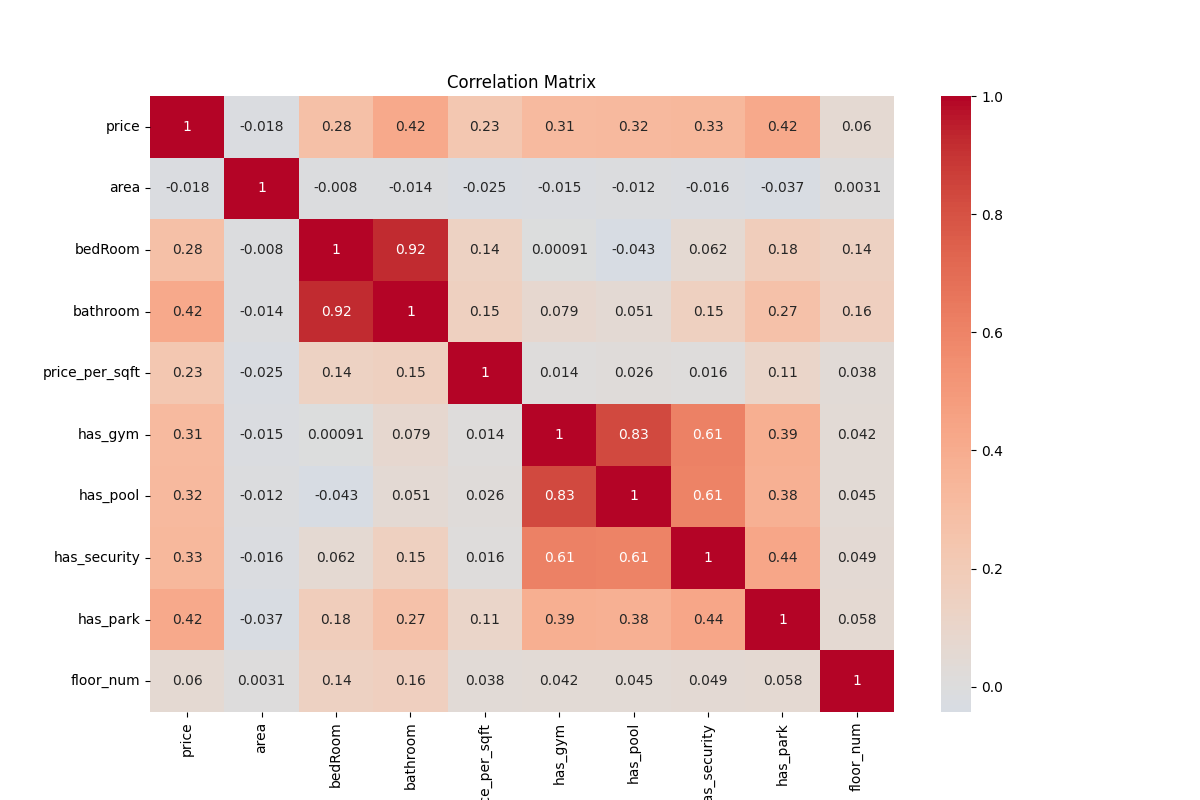 Correlation Matrix
price 1 -0.018 0.28 0.42 0.23 0.31 0.32 0.33 0.42 0.06
area -0.018 1 -0.008 -0.014 -0.025 -0.015 -0.012 -0.016 -0.037 0.0031
bedRoom 0.28 -0.008 1 0.92 0.14 0.00091 -0.043 0.062 0.18 0.14
bathroom 0.42 -0.014 0.92 1 0.15 0.079 0.051 0.15 0.27 0.16
price_per_sqft 0.23 -0.025 0.14 0.15 1 0.014 0.026 0.016 0.11 0.038
has_gym 0.31 -0.015 0.00091 0.079 0.014 1 0.83 0.61 0.39 0.042
has_pool 0.32 -0.012 -0.043 0.051 0.026 0.83 1 0.61 0.38 0.045
has_security 0.33 -0.016 0.062 0.15 0.016 0.61 0.61 1 0.44 0.049
has_park 0.42 -0.037 0.18 0.27 0.11 0.39 0.38 0.44 1 0.058
floor_num 0.06 0.0031 0.14 0.16 0.038 0.042 0.045 0.049 0.058 1
price area bedRoom bathroom ce_per_sqft has_gym has_pool as_security has_park floor_num
1.0
0.8
0.6
0.4
0.2
0.0